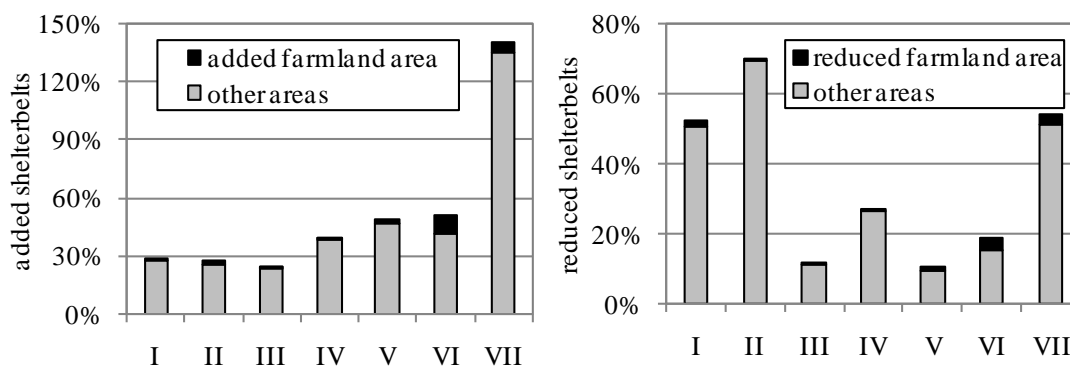 150%
120%
90%
60%
30%
0%
added shelterbelts
added farmland area
other areas
I II III IV V VI VII
80%
60%
40%
20%
0%
reduced shelterbelts
reduced farmland area
other areas
I II III IV V VI VII